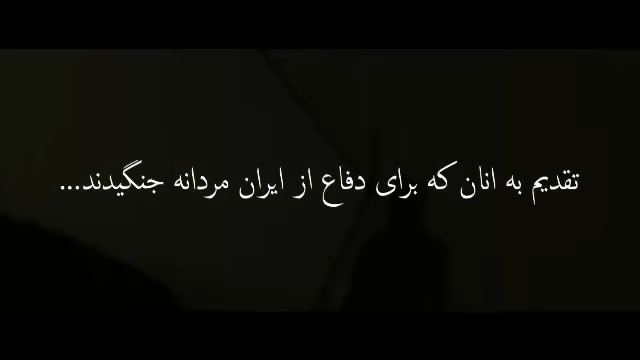 تقدیم به انان که برای دفاع از ایران مردانه جنگیدند...